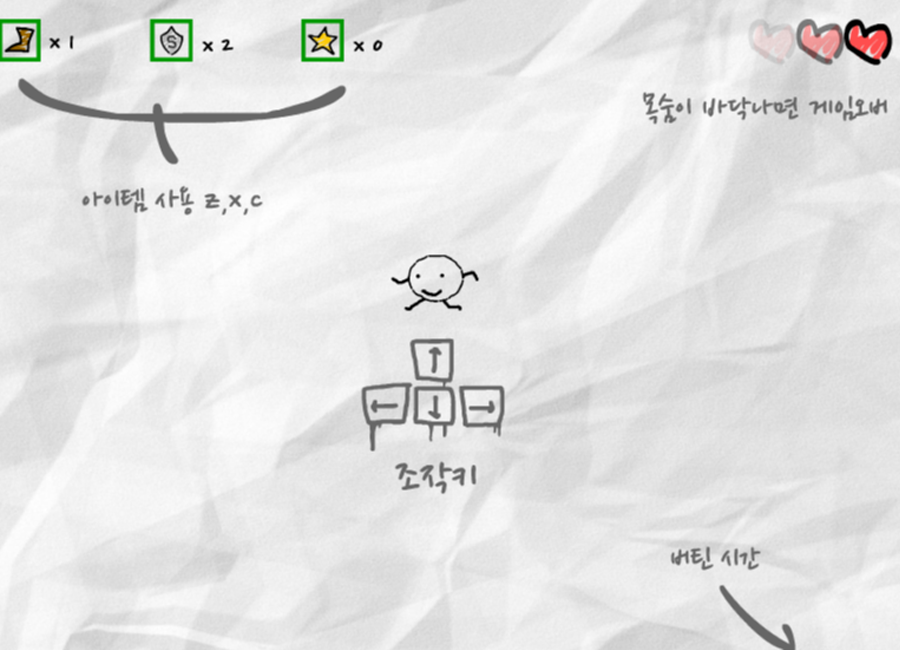 x 1
x 2
x 0
목숨이 바닥나면 게임오버
아이템 사용 z,x,c
↑
← ↓ →
조작키
버틴 시간